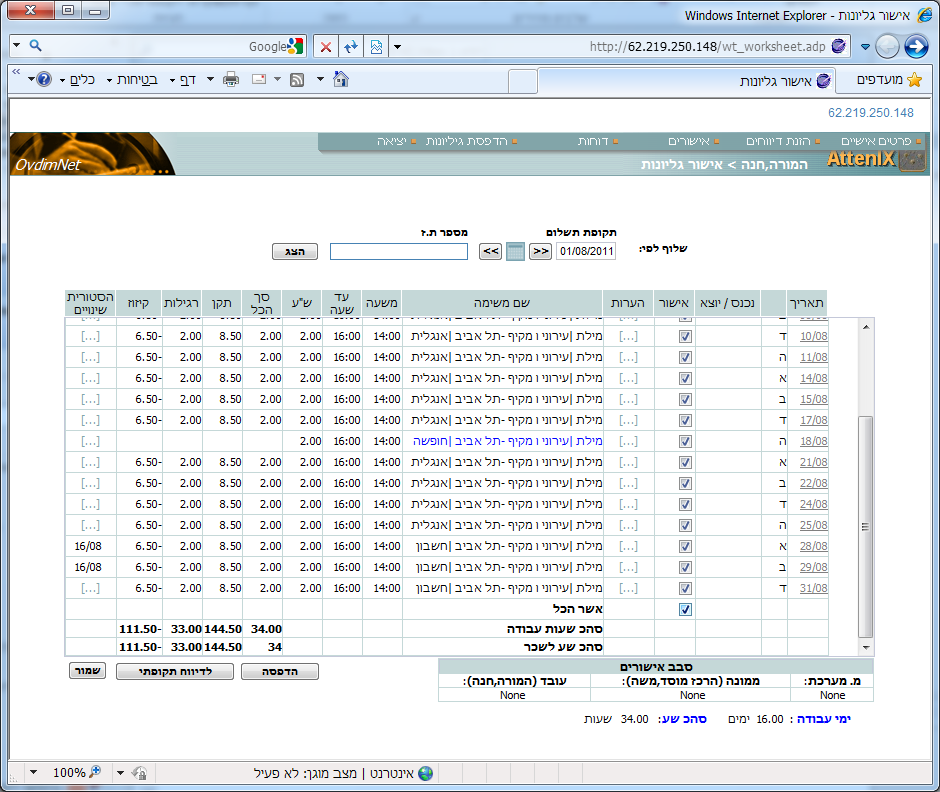 אישור גליונות - Windows Internet Explorer
http://62.219.250.148/wt_worksheet.adp
Google
מועדפים
אישור גליונות
דף
בטיחות
כלים
62.219.250.148
פרטים אישיים הזנת דיווחים אישורים דוחות הדפסת גיליונות יציאה
AttenIX
המורה,חנה > אישור גליונות
OvdimNet
תקופת תשלום מספר ת.ז
שלוף לפי: 01/08/2011 >> << הצג
תאריך נכנס / יוצא אישור הערות שם משימה משעה עד שעה ש"ע סך הכל תקן רגילות קיזוז הסטורית שינויים
10/08 ד [...] מילת |עירוני ו מקיף -תל אביב |אנגלית 14:00 16:00 2.00 2.00 8.50 2.00 6.50- [...]
11/08 ה [...] מילת |עירוני ו מקיף -תל אביב |אנגלית 14:00 16:00 2.00 2.00 8.50 2.00 6.50- [...]
14/08 א [...] מילת |עירוני ו מקיף -תל אביב |אנגלית 14:00 16:00 2.00 2.00 8.50 2.00 6.50- [...]
15/08 ב [...] מילת |עירוני ו מקיף -תל אביב |אנגלית 14:00 16:00 2.00 2.00 8.50 2.00 6.50- [...]
17/08 ד [...] מילת |עירוני ו מקיף -תל אביב |אנגלית 14:00 16:00 2.00 2.00 8.50 2.00 6.50- [...]
18/08 ה [...] מילת |עירוני ו מקיף -תל אביב |חופשה 14:00 16:00 2.00 [...]
21/08 א [...] מילת |עירוני ו מקיף -תל אביב |אנגלית 14:00 16:00 2.00 2.00 8.50 2.00 6.50- [...]
22/08 ב [...] מילת |עירוני ו מקיף -תל אביב |אנגלית 14:00 16:00 2.00 2.00 8.50 2.00 6.50- [...]
24/08 ד [...] מילת |עירוני ו מקיף -תל אביב |אנגלית 14:00 16:00 2.00 2.00 8.50 2.00 6.50- [...]
25/08 ה [...] מילת |עירוני ו מקיף -תל אביב |אנגלית 14:00 16:00 2.00 2.00 8.50 2.00 6.50- [...]
28/08 א [...] מילת |עירוני ו מקיף -תל אביב |חשבון 14:00 16:00 2.00 2.00 8.50 2.00 6.50- 16/08
29/08 ב [...] מילת |עירוני ו מקיף -תל אביב |חשבון 14:00 16:00 2.00 2.00 8.50 2.00 6.50- 16/08
31/08 ד [...] מילת |עירוני ו מקיף -תל אביב |חשבון 14:00 16:00 2.00 2.00 8.50 2.00 6.50- [...]
אשר הכל
סהכ שעות עבודה 34.00 144.50 33.00 111.50-
סהכ שע לשכר 34 144.50 33.00 111.50-
הדפסה לדיווח תקופתי שמור
סבב אישורים
מ. מערכת: ממונה (הרכז מוסד,משה): עובד (המורה,חנה):
None None None
ימי עבודה : 16.00 ימים סהכ שע: 34.00 שעות
אינטרנט | מצב מוגן: לא פעיל
100%